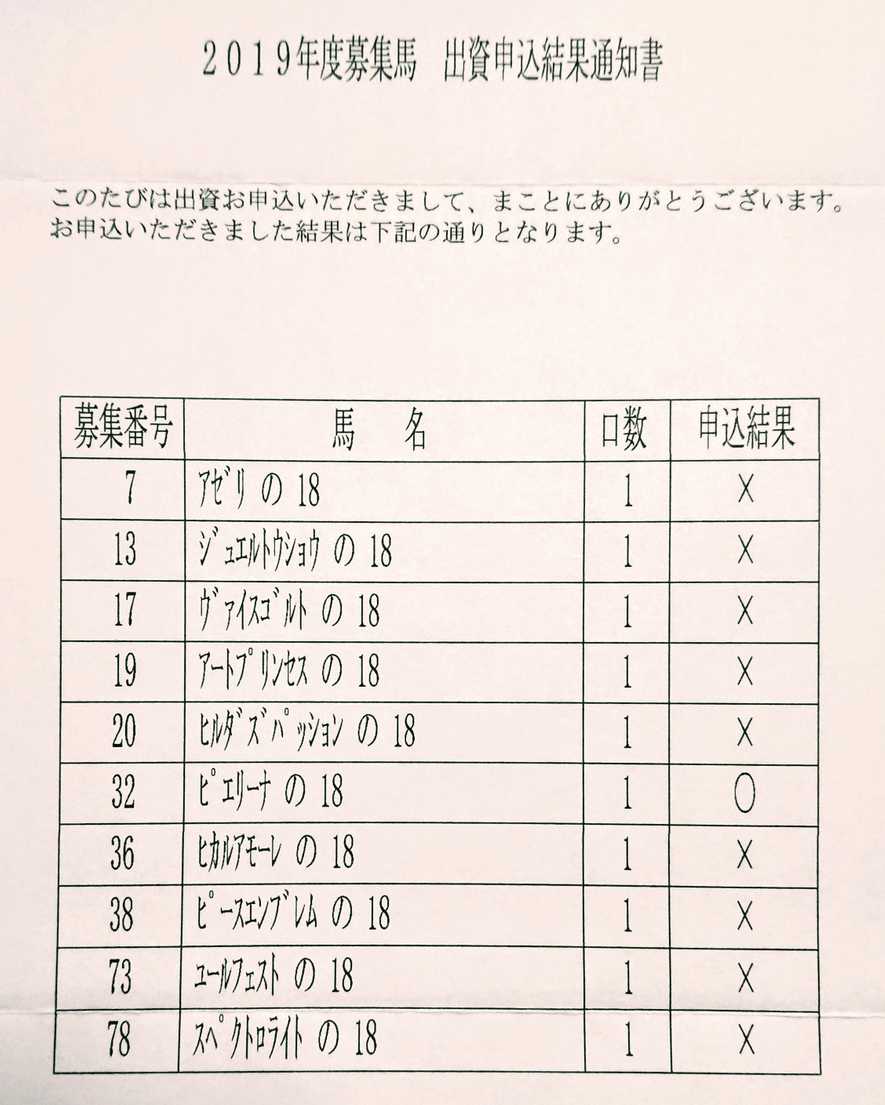 2019年度募集馬 出資申込結果通知書
このたびは出資お申込いただきまして、まことにありがとうございます。
お申込いただきました結果は下記の通りとなります。
募集番号 馬 名 口数 申込結果
7 アゼリ の 18 1 ×
13 ジュエルトウショウ の 18 1 ×
17 ヴァイスゴルト の 18 1 ×
19 アートプリンセス の 18 1 ×
20 ヒルダズパッション の 18 1 ×
32 ピエリーナ の 18 1 ○
36 ヒカルアモーレ の 18 1 ×
38 ピースエンブレム の 18 1 ×
73 ユールフェスト の 18 1 ×
78 スペクトロライト の 18 1 ×